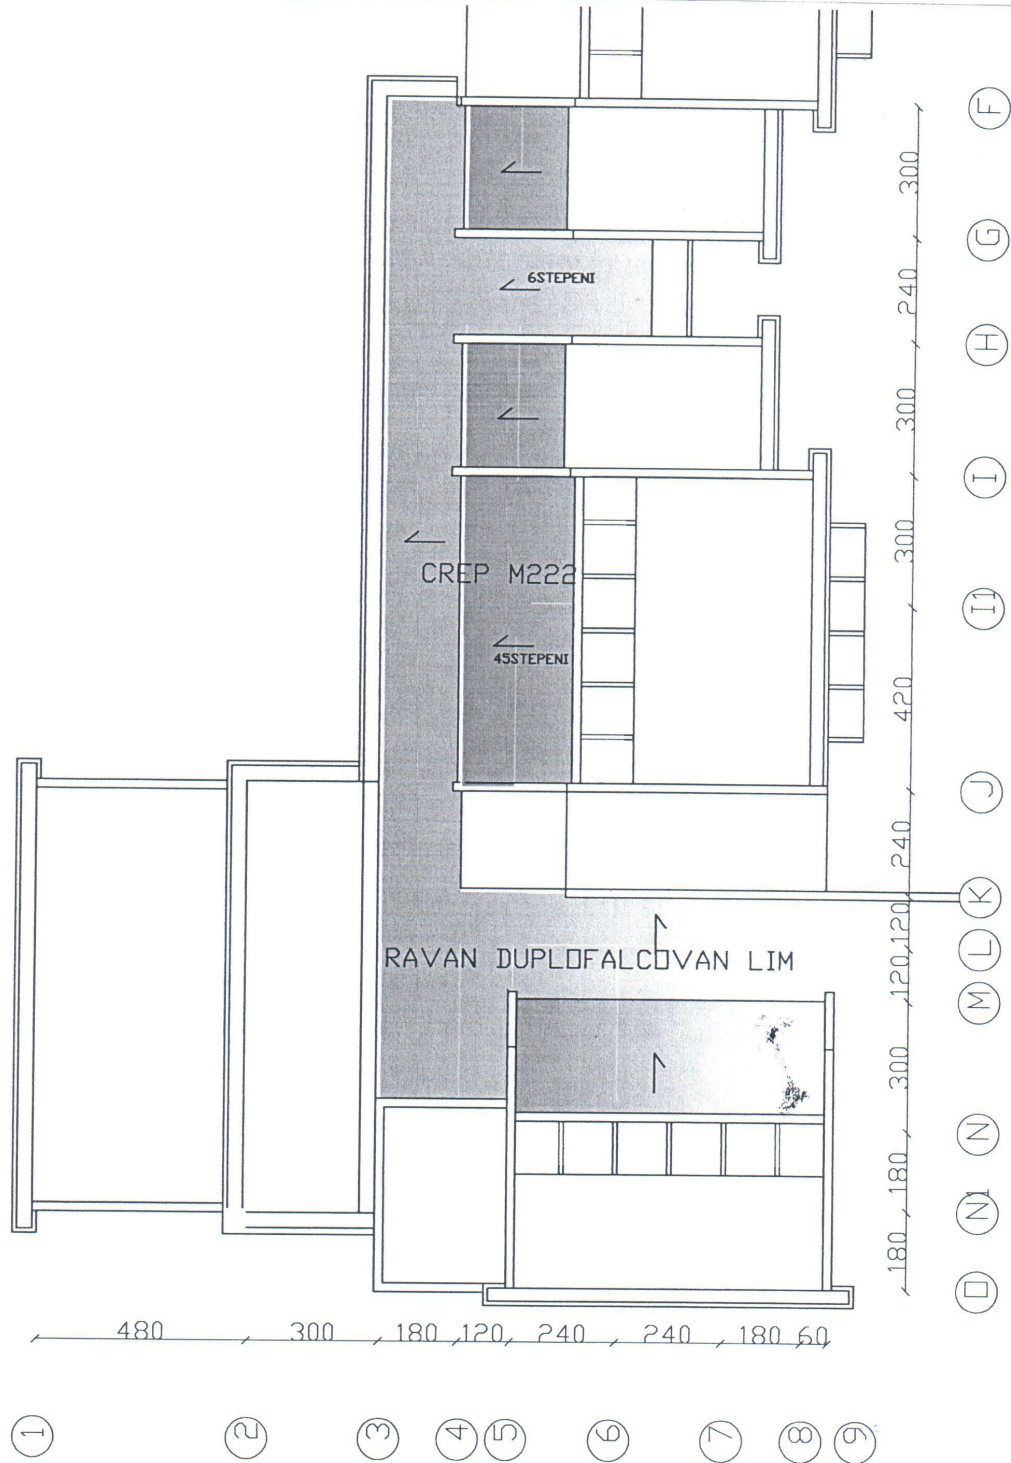 6STEPENI
CREP M222
45STEPENI
RAVAN DUPLOFALCOVAN LIM
F
G
H
I
I1
J
K
L
M
N
N1
O
300
240
300
300
420
240
120
120
300
180
180
480 300 180 120 240 240 180 60
1 2 3 4 5 6 7 8 9